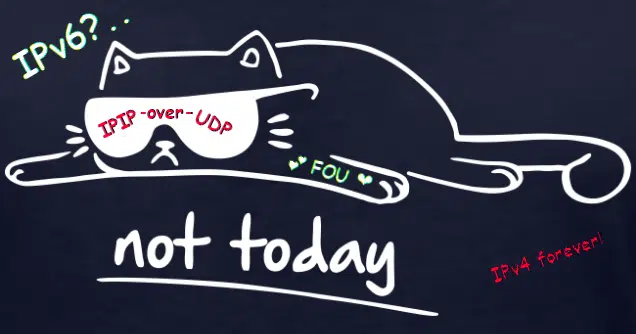 IPv6?..
IPIP-over-UDP
FOU
not today
IPv4 forever!